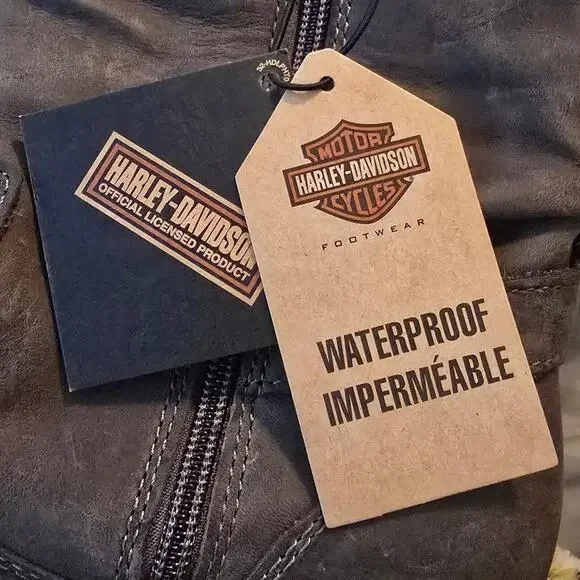 HARLEY-DAVIDSON
OFFICIAL LICENSED PRODUCT
MOTOR
HARLEY-DAVIDSON
CYCLES
FOOTWEAR
WATERPROOF
IMPERMÉABLE